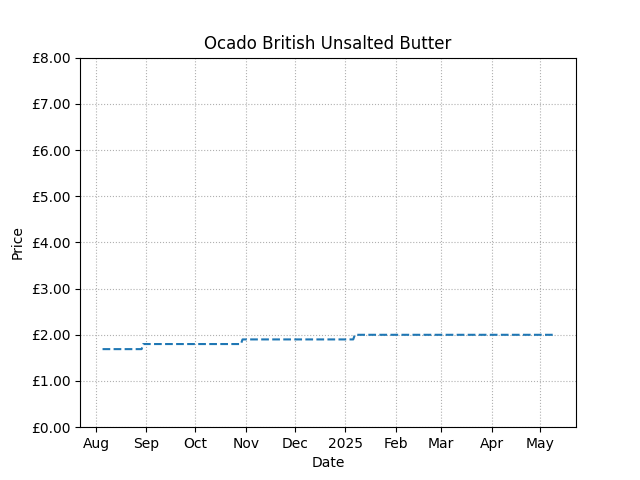 Ocado British Unsalted Butter
£8.00
£7.00
£6.00
£5.00
£4.00
£3.00
£2.00
£1.00
£0.00
Price
Aug Sep Oct Nov Dec 2025 Feb Mar Apr May
Date